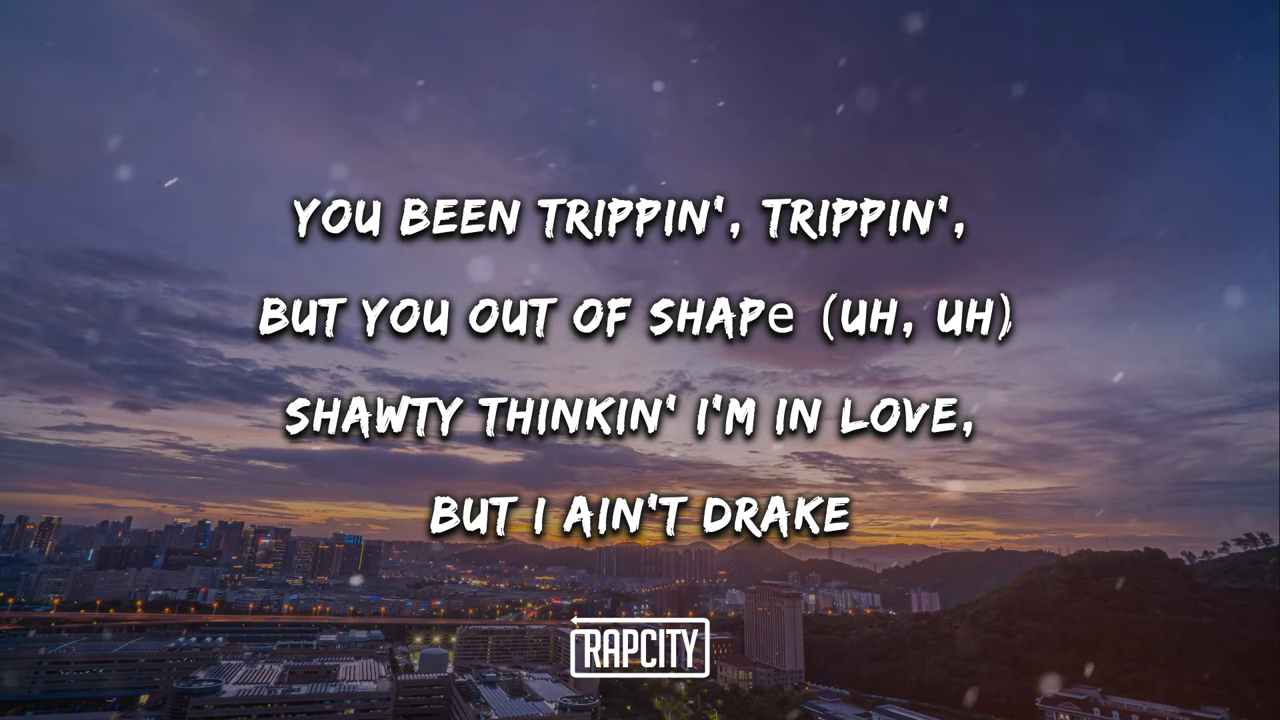 YOU BEEN TRIPPIN', TRIPPIN',
BUT YOU OUT OF SHAPe (UH, UH)
SHAWTY THINKIN' I'M IN LOVE,
BUT I AIN'T DRAKE
RAPCITY